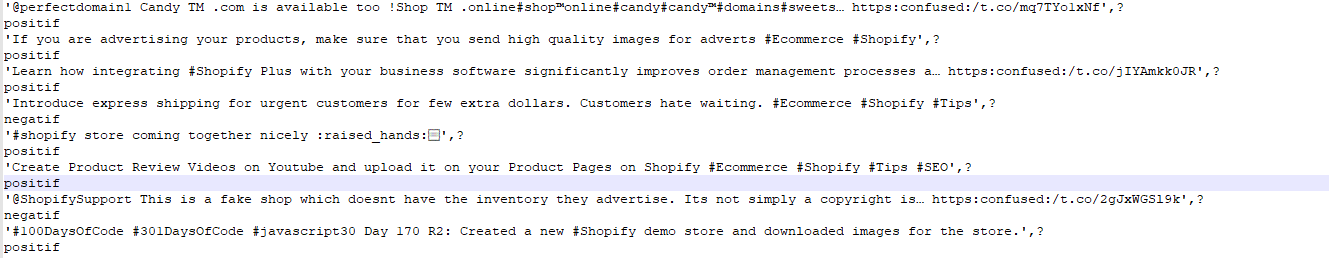 '@perfectdomain1 Candy TM .com is available too !Shop TM .online#shop™online#candy#candy™#domains#sweets… https:confused:/t.co/mq7TYo1xNf',?
positif
'If you are advertising your products, make sure that you send high quality images for adverts #Ecommerce #Shopify',?
positif
'Learn how integrating #Shopify Plus with your business software significantly improves order management processes a… https:confused:/t.co/jIYAmkk0JR',?
positif
'Introduce express shipping for urgent customers for few extra dollars. Customers hate waiting. #Ecommerce #Shopify #Tips',?
negatif
'#shopify store coming together nicely :raised_hands:🏻',?
positif
'Create Product Review Videos on Youtube and upload it on your Product Pages on Shopify #Ecommerce #Shopify #Tips #SEO',?
positif
'@ShopifySupport This is a fake shop which doesnt have the inventory they advertise. Its not simply a copyright is… https:confused:/t.co/2gJxWGSl9k',?
negatif
'#100DaysOfCode #301DaysOfCode #javascript30 Day 170 R2: Created a new #Shopify demo store and downloaded images for the store.',?
positif